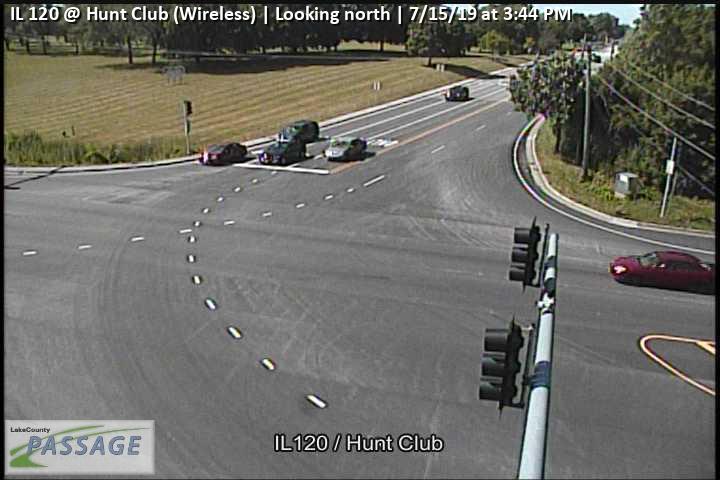 IL 120 @ Hunt Club (Wireless) | Looking north | 7/15/19 at 3:44 PM
LakeCounty
PASSAGE
IL120 / Hunt Club